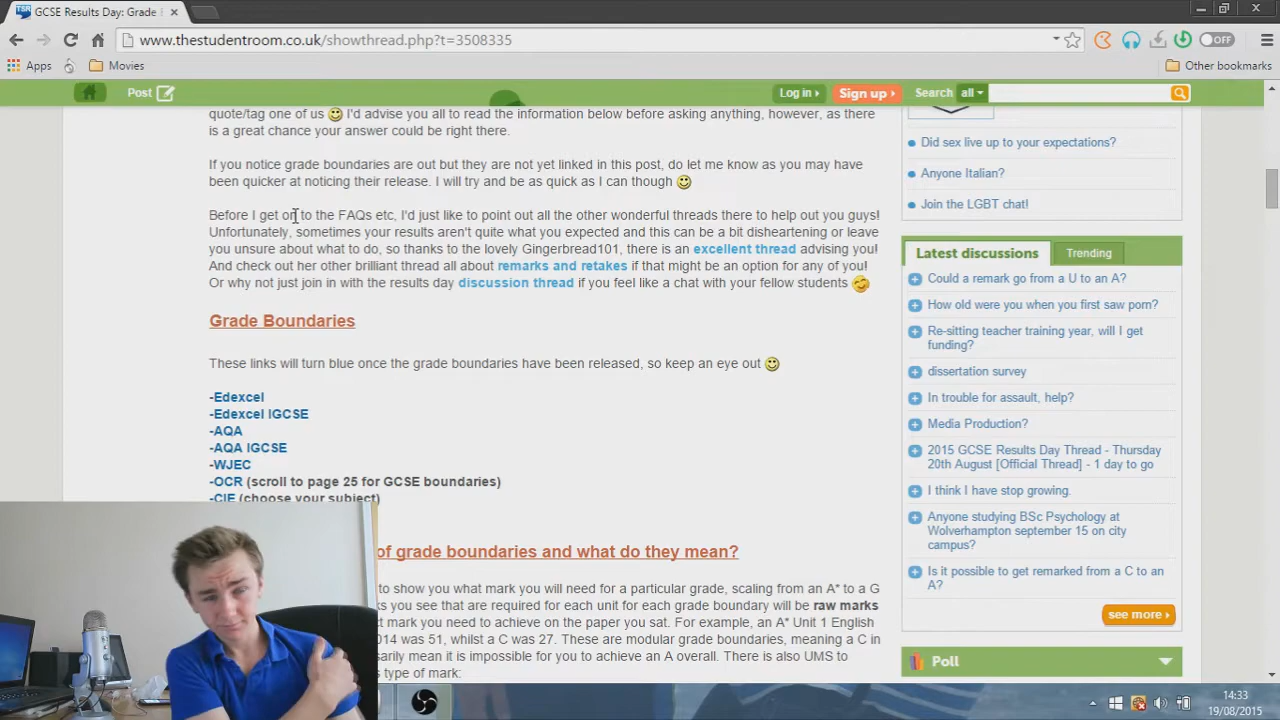 GCSE Results Day: Grade
www.thestudentroom.co.uk/showthread.php?t=3508335
OFF
Apps
Movies
Other bookmarks
Post
Log in
Sign up
Search
all
quote/tag one of us I'd advise you all to read the information below before asking anything, however, as there
is a great chance your answer could be right there.
If you notice grade boundaries are out but they are not yet linked in this post, do let me know as you may have
been quicker at noticing their release. I will try and be as quick as I can though
Before I get on to the FAQs etc, I'd just like to point out all the other wonderful threads there to help out you guys!
Unfortunately, sometimes your results aren't quite what you expected and this can be a bit disheartening or leave
you unsure about what to do, so thanks to the lovely Gingerbread101, there is an excellent thread advising you!
And check out her other brilliant thread all about remarks and retakes if that might be an option for any of you!
Or why not just join in with the results day discussion thread if you feel like a chat with your fellow students
Grade Boundaries
These links will turn blue once the grade boundaries have been released, so keep an eye out
-Edexcel
-Edexcel IGCSE
-AQA
-AQA IGCSE
-WJEC
-OCR (scroll to page 25 for GCSE boundaries)
-CIE (choose your subject)
of grade boundaries and what do they mean?
to show you what mark you will need for a particular grade, scaling from an A* to a G
you see that are required for each unit for each grade boundary will be raw marks
need to achieve on the paper you sat. For example, an A* Unit 1 English
was 51, whilst a C was 27. These are modular grade boundaries, meaning a C in
mean it is impossible for you to achieve an A overall. There is also UMS to
type of mark:
Did sex live up to your expectations?
Anyone Italian?
Join the LGBT chat!
Latest discussions
Trending
Could a remark go from a U to an A?
How old were you when you first saw porn?
Re-sitting teacher training year, will I get
funding?
dissertation survey
In trouble for assault, help?
Media Production?
2015 GCSE Results Day Thread - Thursday
20th August [Official Thread] - 1 day to go
I think I have stop growing.
Anyone studying BSc Psychology at
Wolverhampton september 15 on city
campus?
Is it possible to get remarked from a C to an
A?
see more
Poll
14:33
19/08/2015